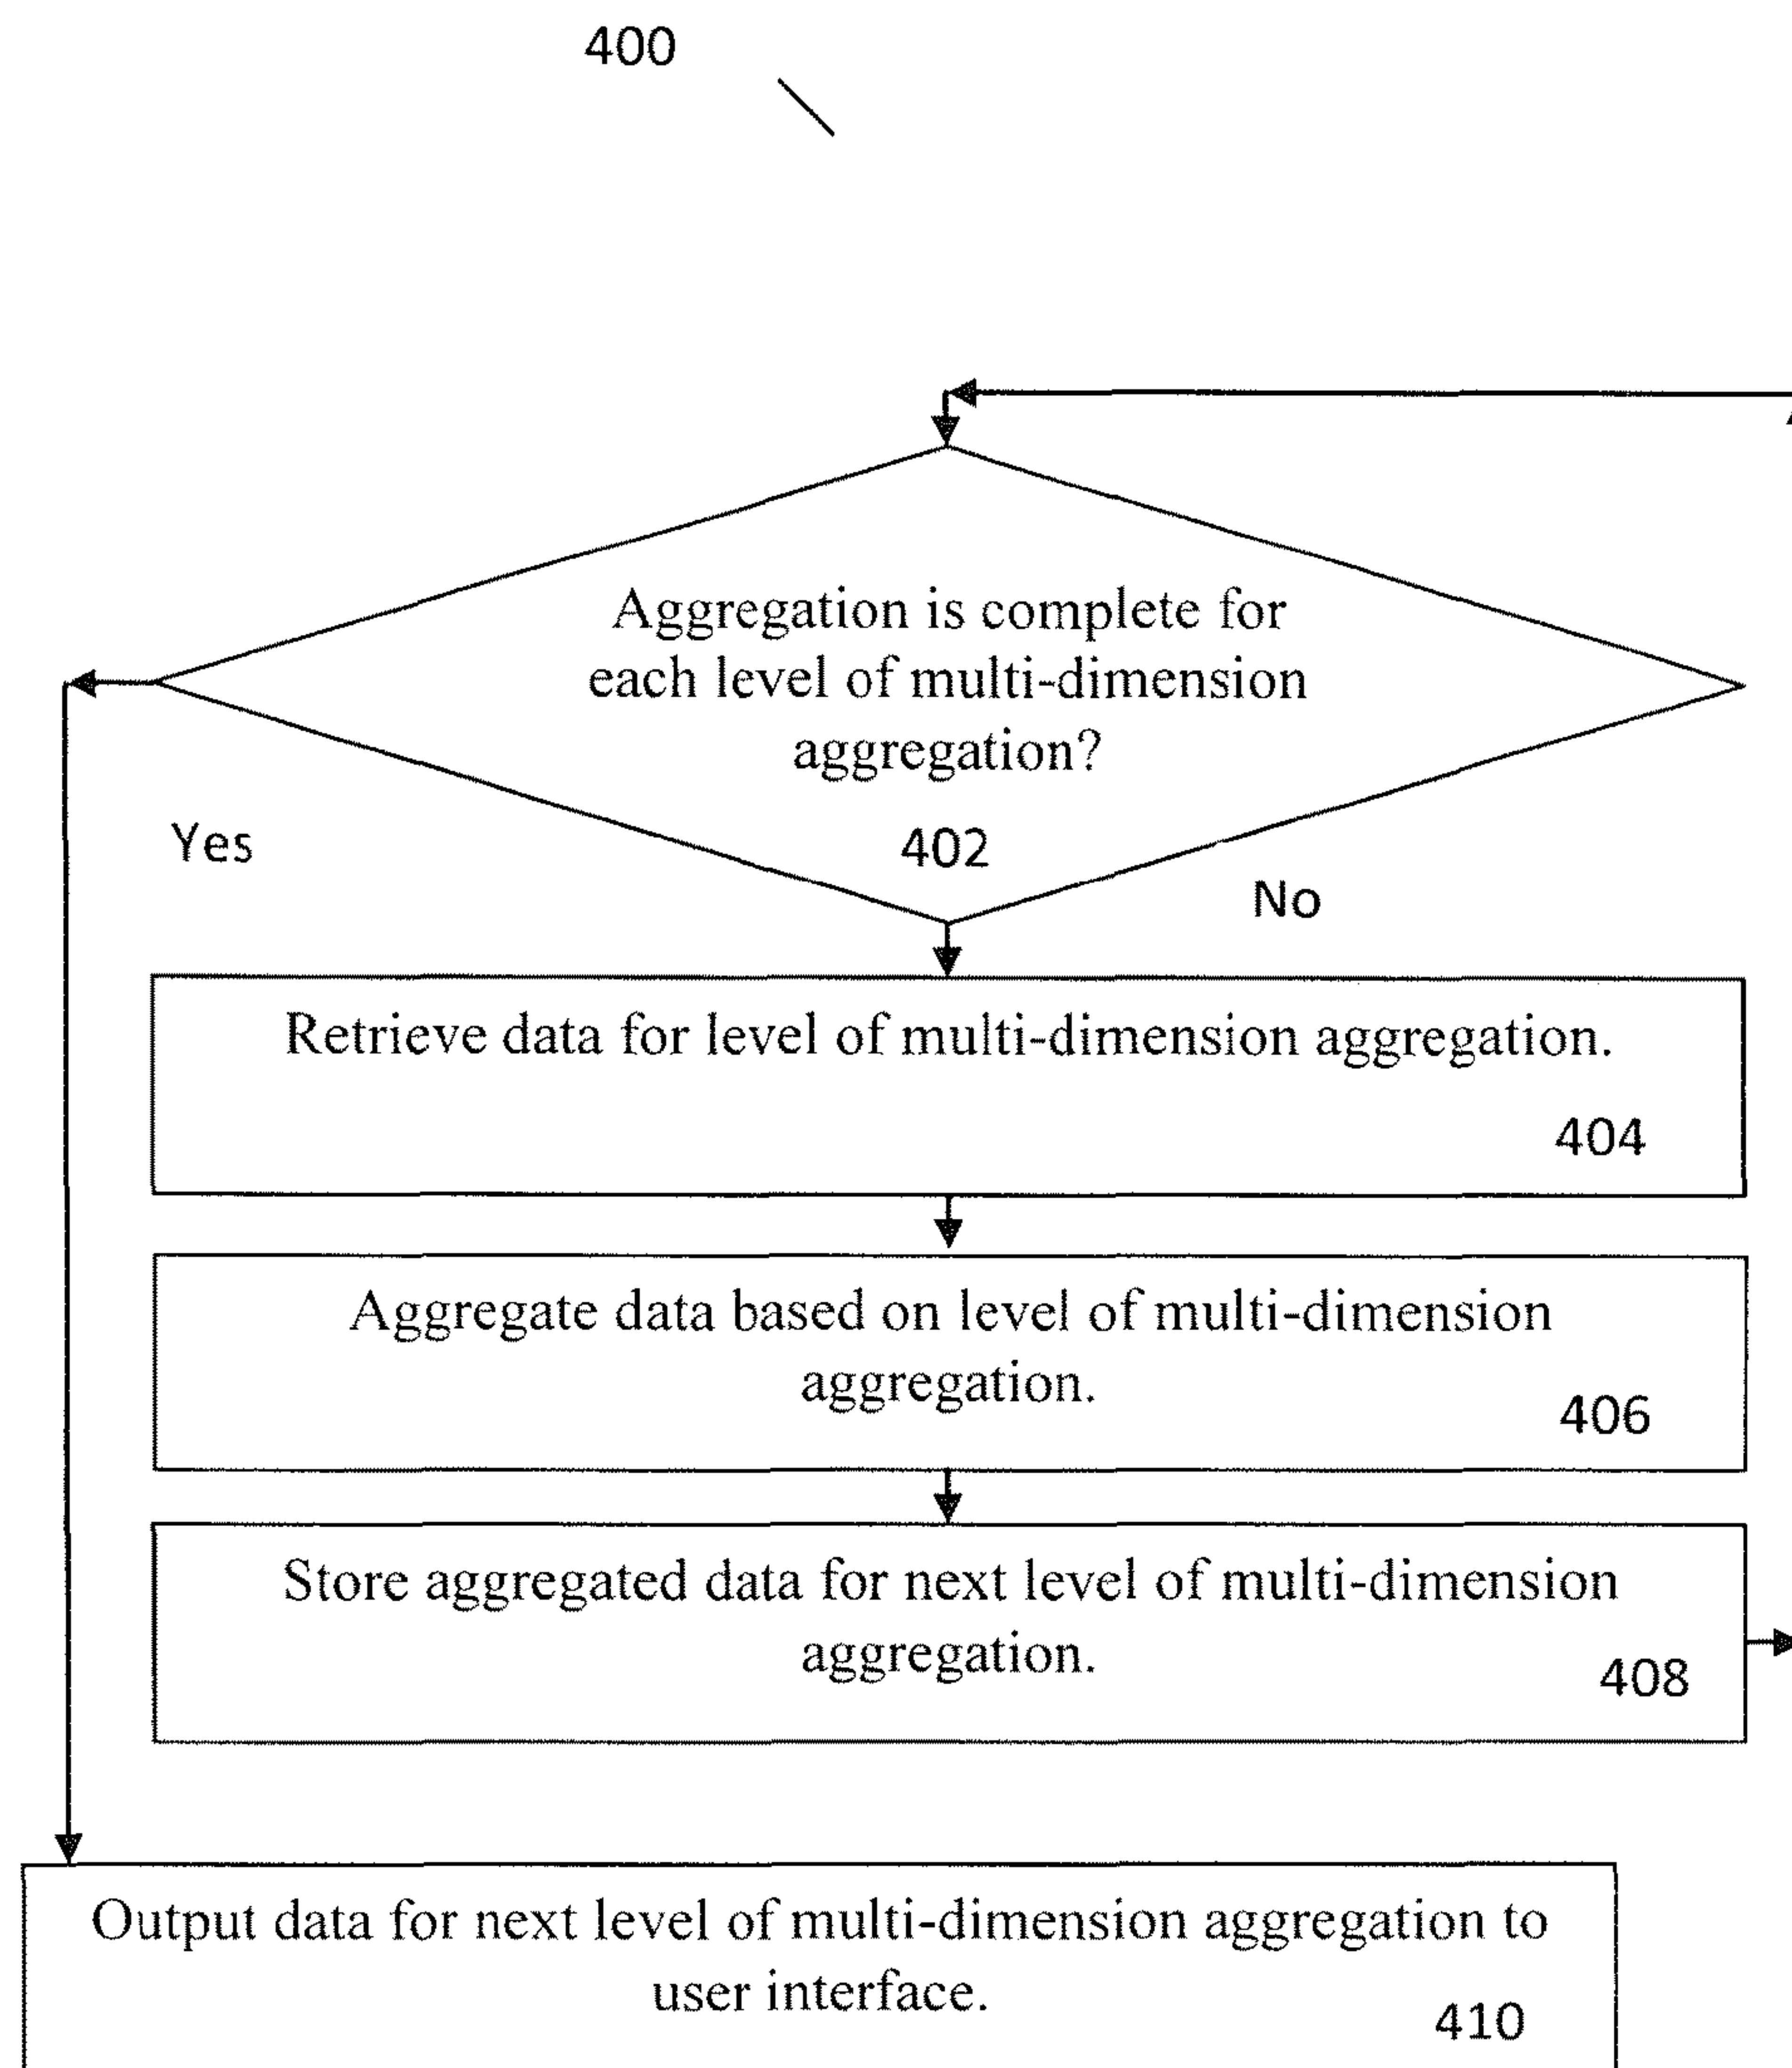 400
Aggregation is complete for
each level of multi-dimension
aggregation?
402
Yes
No
Retrieve data for level of multi-dimension aggregation.
404
Aggregate data based on level of multi-dimension
aggregation.
406
Store aggregated data for next level of multi-dimension
aggregation.
408
Output data for next level of multi-dimension aggregation to
user interface.
410